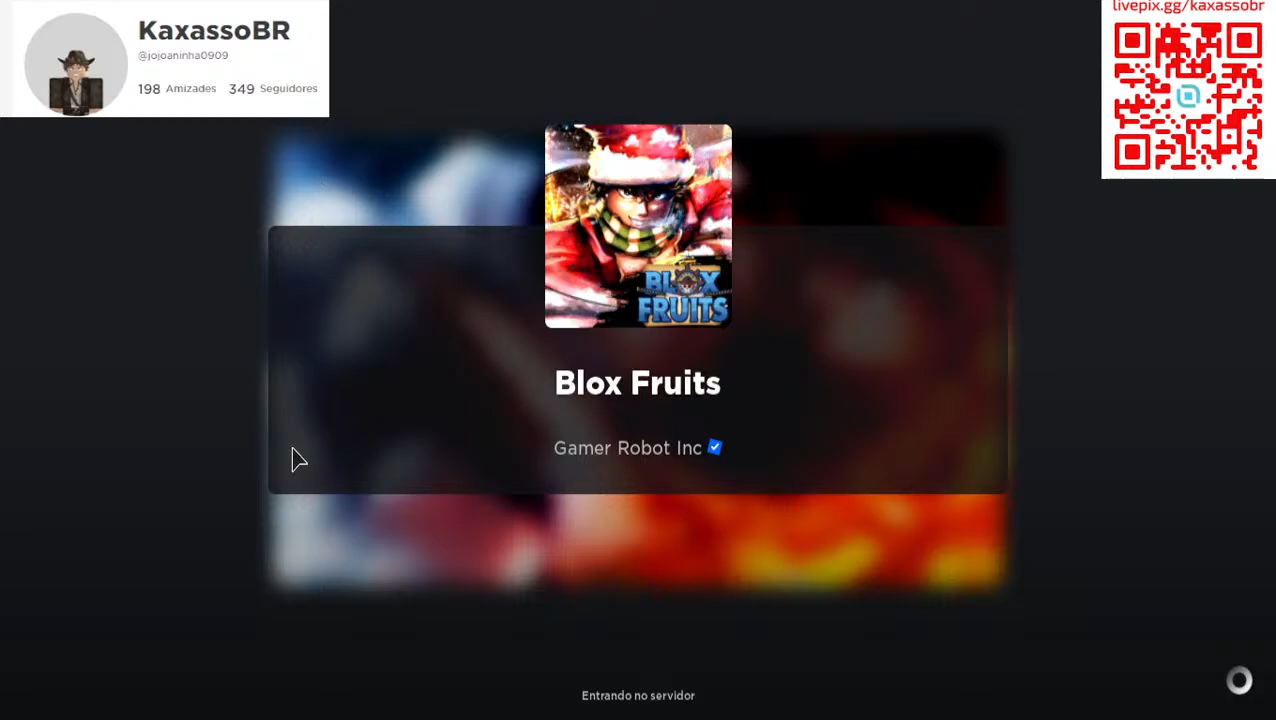 KaxassoBR
@jojoaninha0909
198 Amizades 349 Seguidores
livepix.gg/kaxassobr
BLOX
FRUITS
Blox Fruits
Gamer Robot Inc
Entrando no servidor